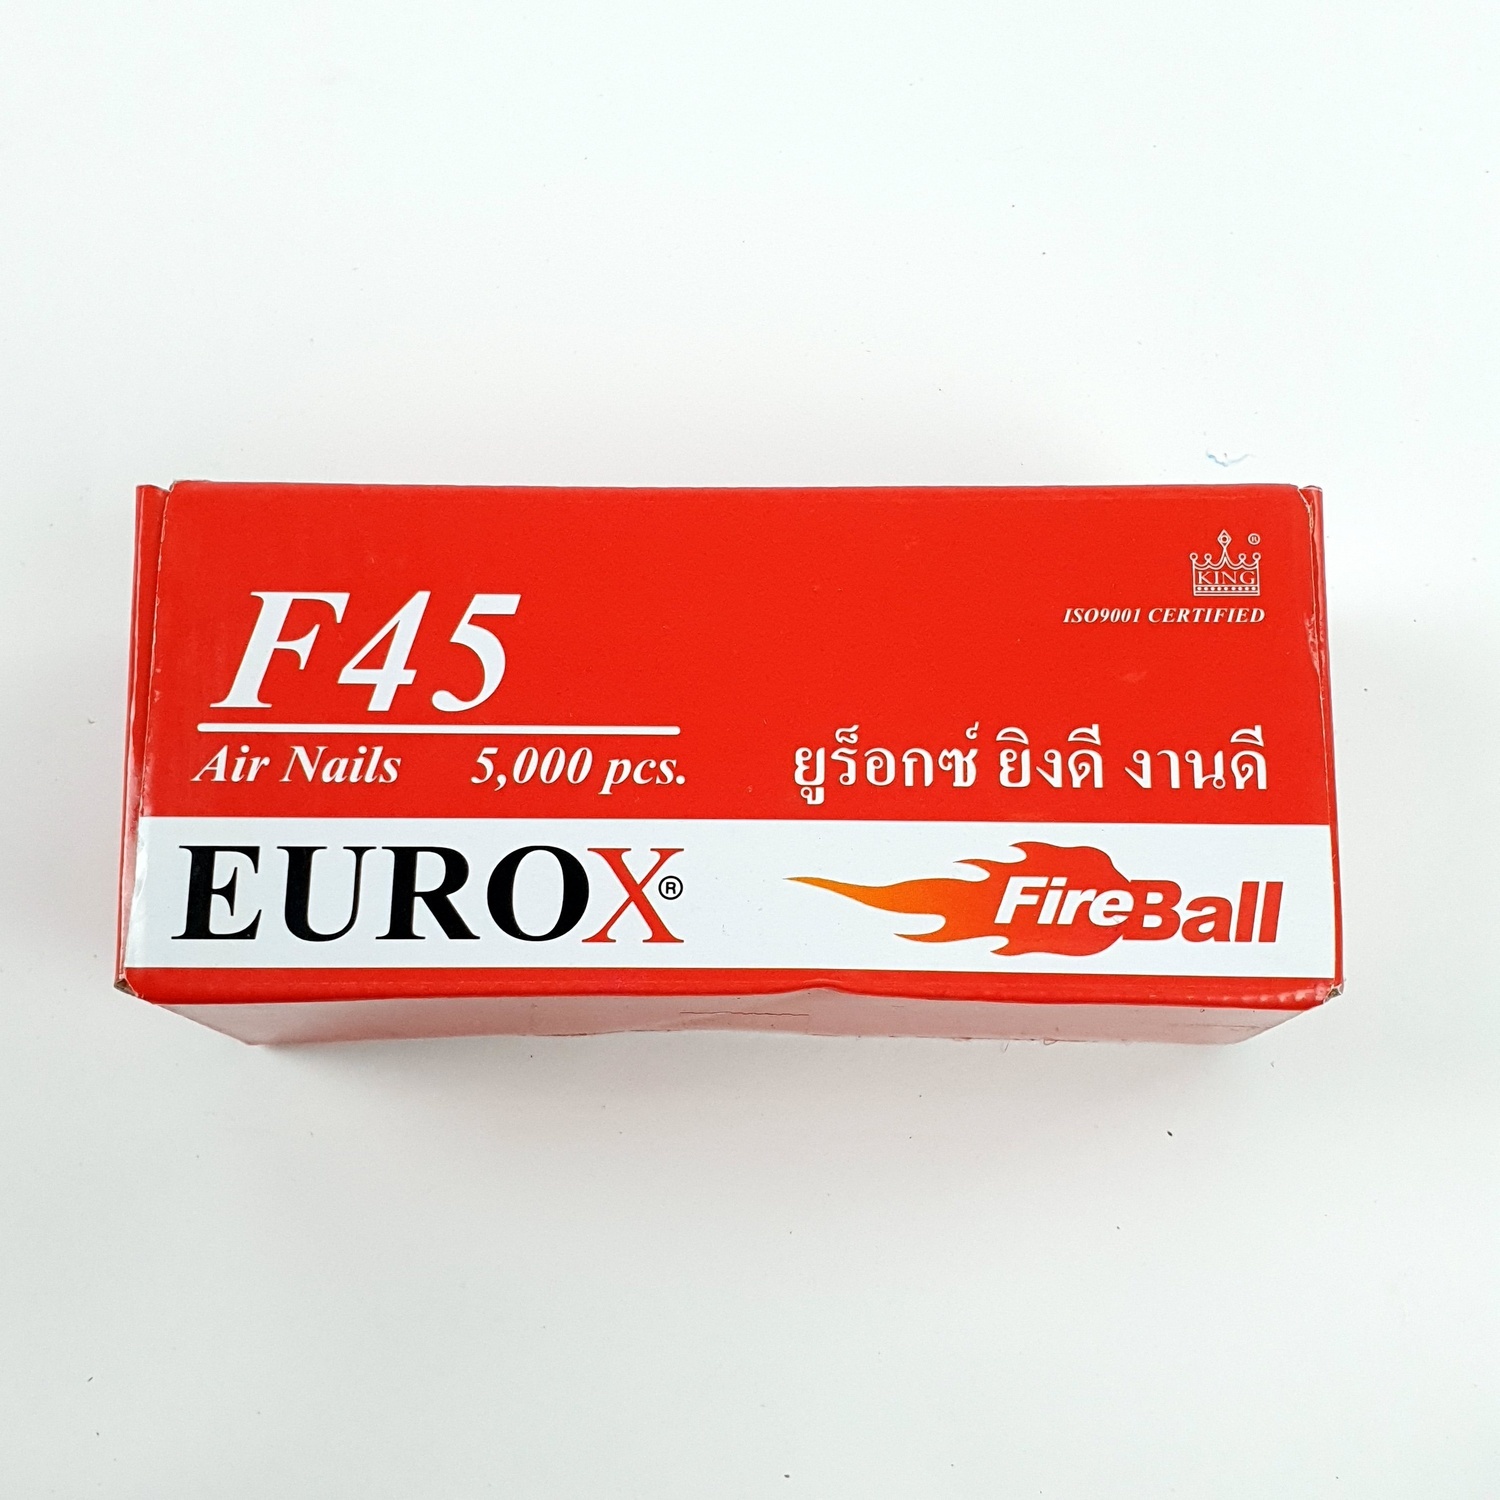 KING ®
ISO9001 CERTIFIED
F45
Air Nails 5,000 pcs.
ยูร็อกซ์ ยิงดี งานดี
EUROX®
FireBall